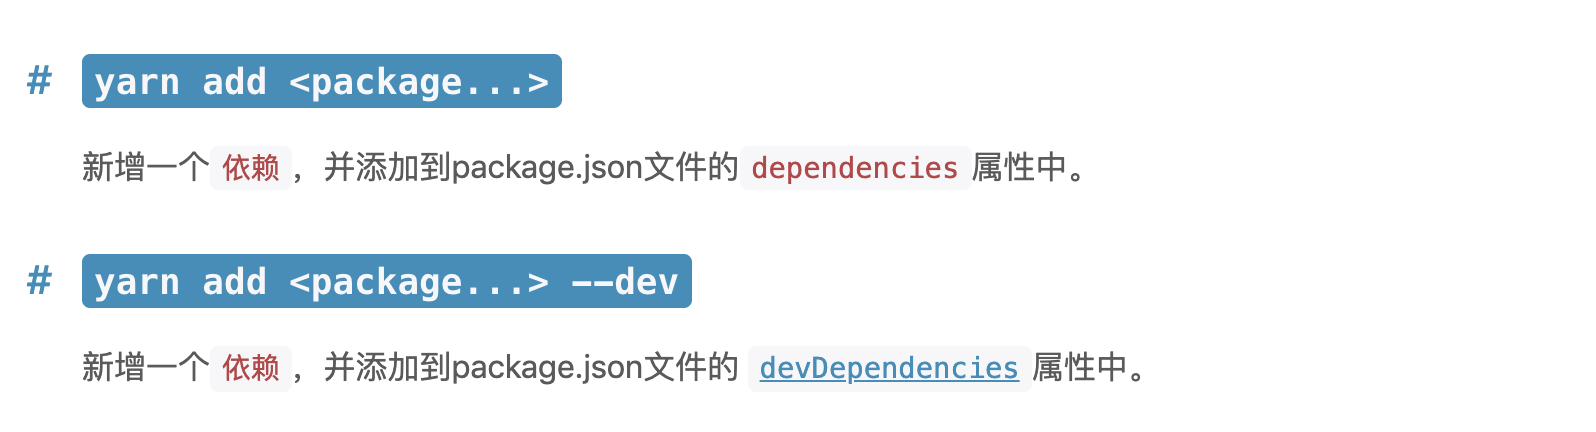 # yarn add <package...>
新增一个依赖，并添加到package.json文件的dependencies属性中。
# yarn add <package...> --dev
新增一个依赖，并添加到package.json文件的 devDependencies属性中。